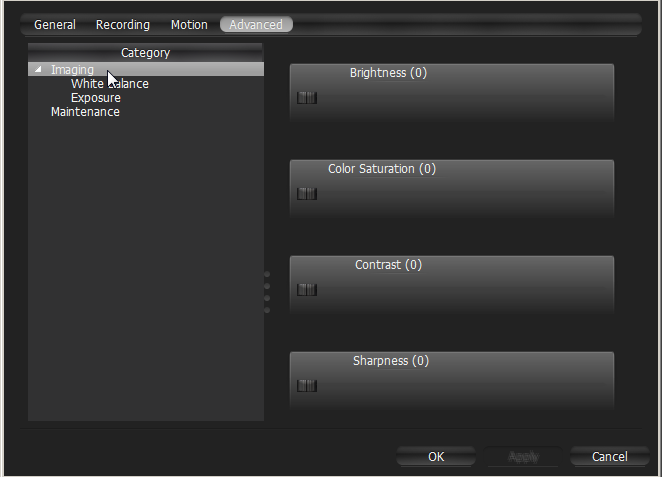 General Recording Motion Advanced
Category
Imaging
White Balance
Exposure
Maintenance
Brightness (0)
Color Saturation (0)
Contrast (0)
Sharpness (0)
OK Apply Cancel